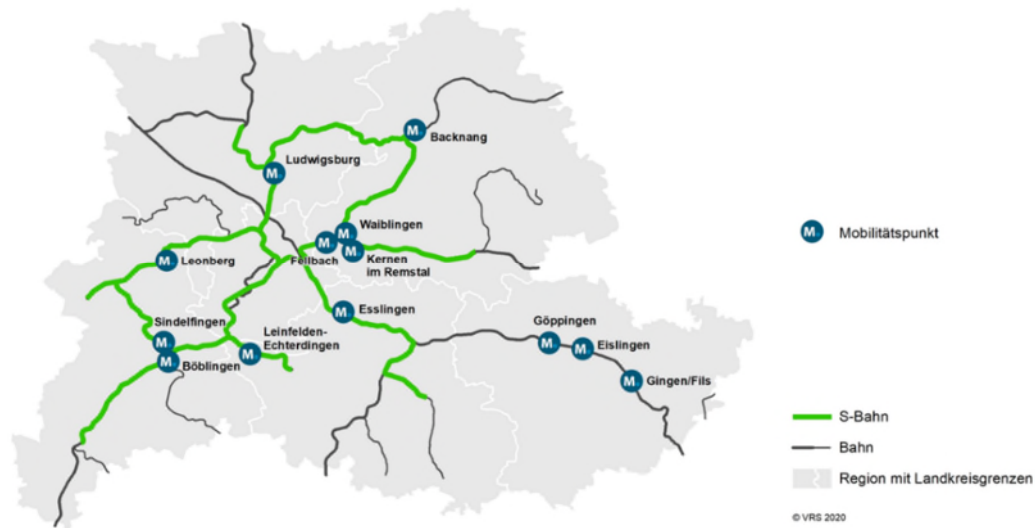 Backnang
Ludwigsburg
Waiblingen
Fellbach
Kernen
im Remstal
Leonberg
Esslingen
Sindelfingen
Leinfelden-
Echterdingen
Böblingen
Göppingen
Eislingen
Gingen/Fils
M Mobilitätspunkt
S-Bahn
Bahn
Region mit Landkreisgrenzen
© VRS 2020